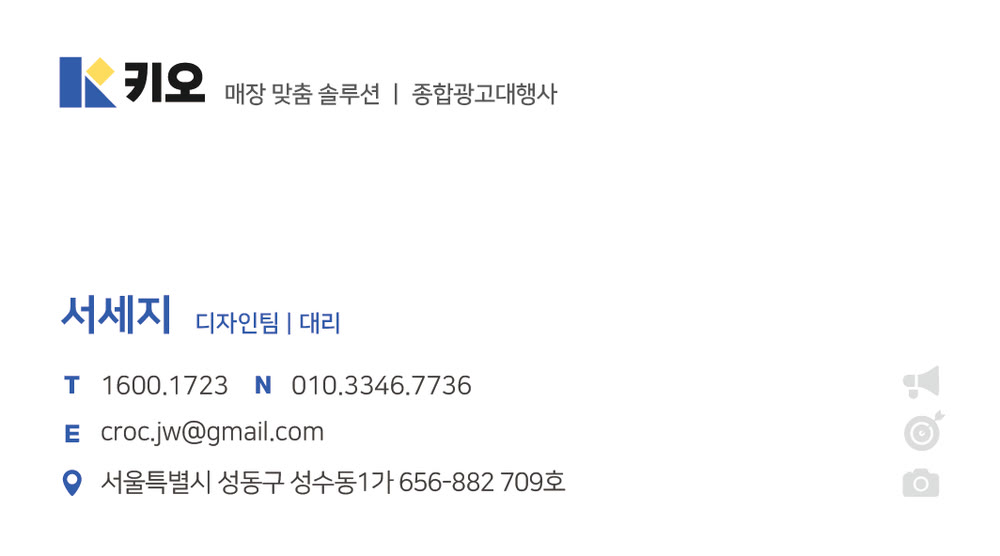 키오 매장 맞춤 솔루션 | 종합광고대행사
서세지 디자인팀 | 대리
T 1600.1723 N 010.3346.7736
E croc.jw@gmail.com
서울특별시 성동구 성수동1가 656-882 709호